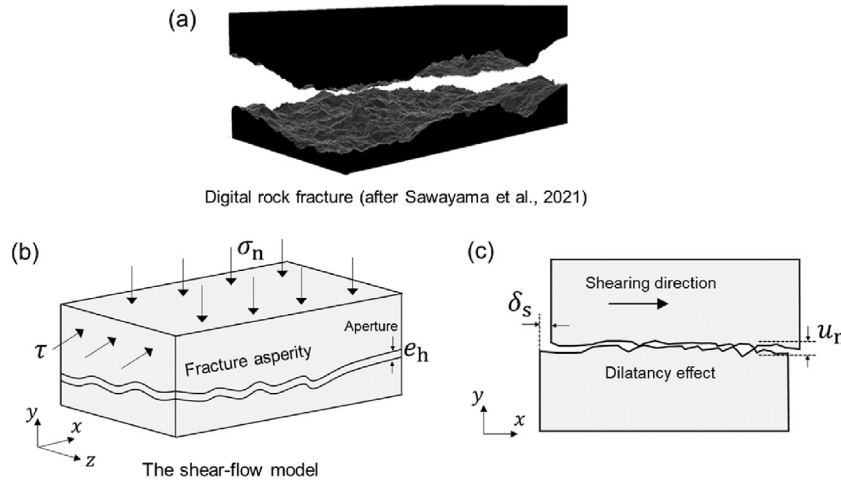 (a)
Digital rock fracture (after Sawayama et al., 2021)
(b)
σn
τ
Aperture
Fracture asperity
eh
y
x
z
The shear-flow model
(c)
Shearing direction
δs
un
Dilatancy effect
y
x